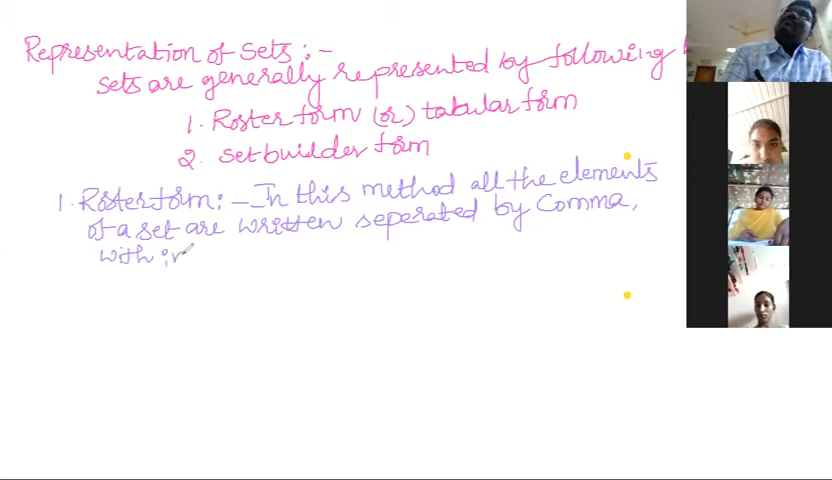 Representation of sets :-
sets are generally represented by following
1. Roster form (or) tabular form
2. set builder form
1. Roster form: - In this method all the elements
of a set are written seperated by Comma,
with in